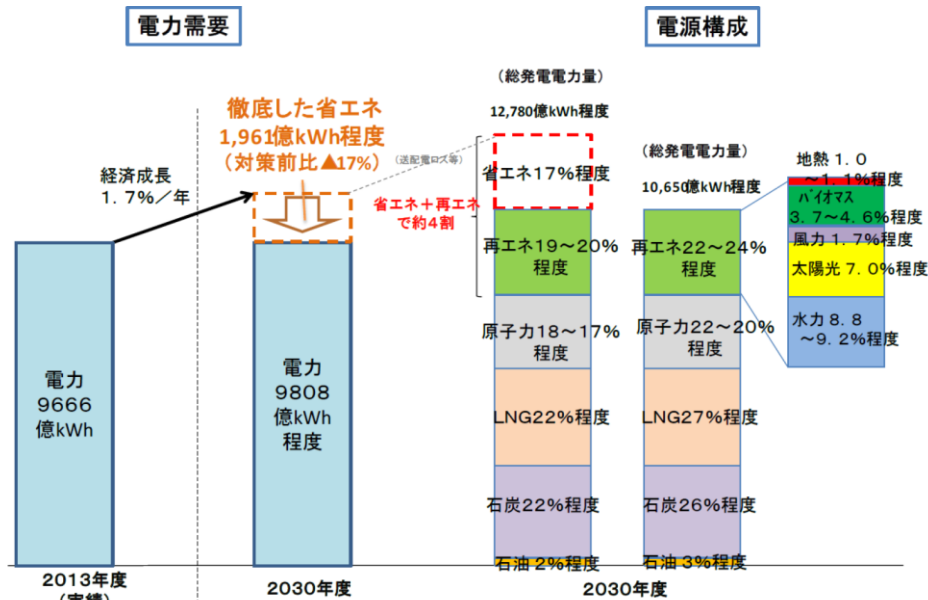 電力需要
電源構成
徹底した省エネ
1,961億kWh程度
(対策前比▲17%)
経済成長
1.7%/年
(送配電ロス等)
電力
9666
億kWh
電力
9808
億kWh
程度
2013年度
(実績)
2030年度
(総発電電力量)
12,780億kWh程度
省エネ+再エネ
で約4割
省エネ17%程度
再エネ19~20%
程度
原子力18~17%
程度
LNG22%程度
石炭22%程度
石油 2%程度
(総発電電力量)
10,650億kWh程度
再エネ22~24%
程度
原子力22~20%
程度
LNG27%程度
石炭26%程度
石油 3%程度
2030年度
地熱 1.0
~1.1%程度
バイオマス
3.7~4.6%程度
風力 1.7%程度
太陽光 7.0%程度
水力 8.8
~9.2%程度